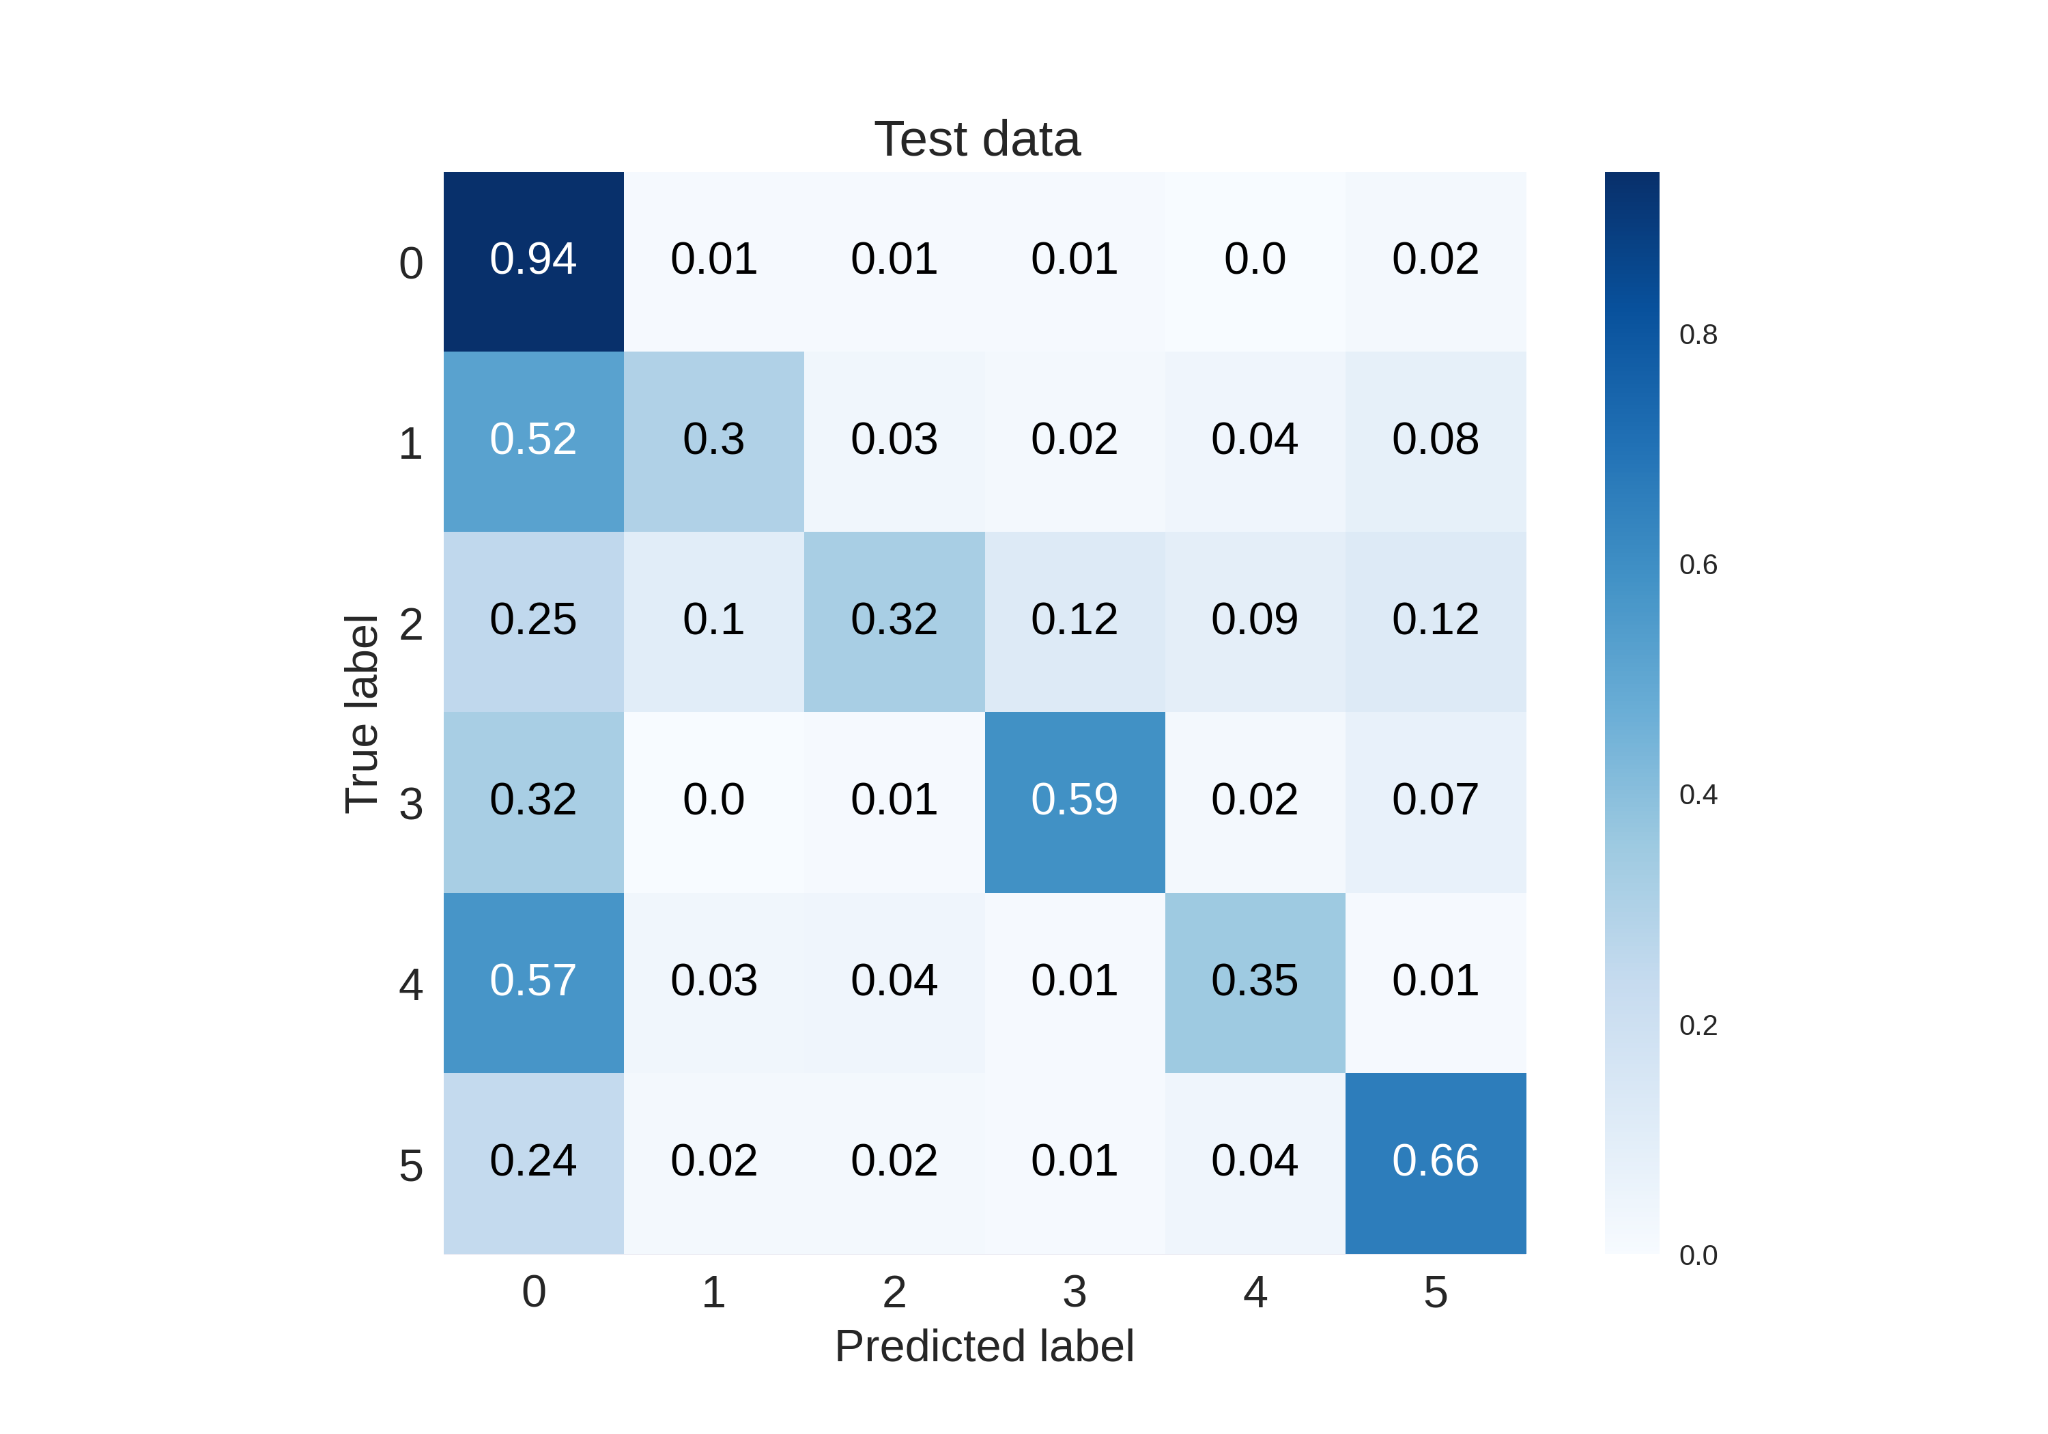 Test data
0 0.94 0.01 0.01 0.01 0.0 0.02
0.8
1 0.52 0.3 0.03 0.02 0.04 0.08
0.6
2 0.25 0.1 0.32 0.12 0.09 0.12
True label
3 0.32 0.0 0.01 0.59 0.02 0.07
0.4
4 0.57 0.03 0.04 0.01 0.35 0.01
0.2
5 0.24 0.02 0.02 0.01 0.04 0.66
0.0
0 1 2 3 4 5
Predicted label